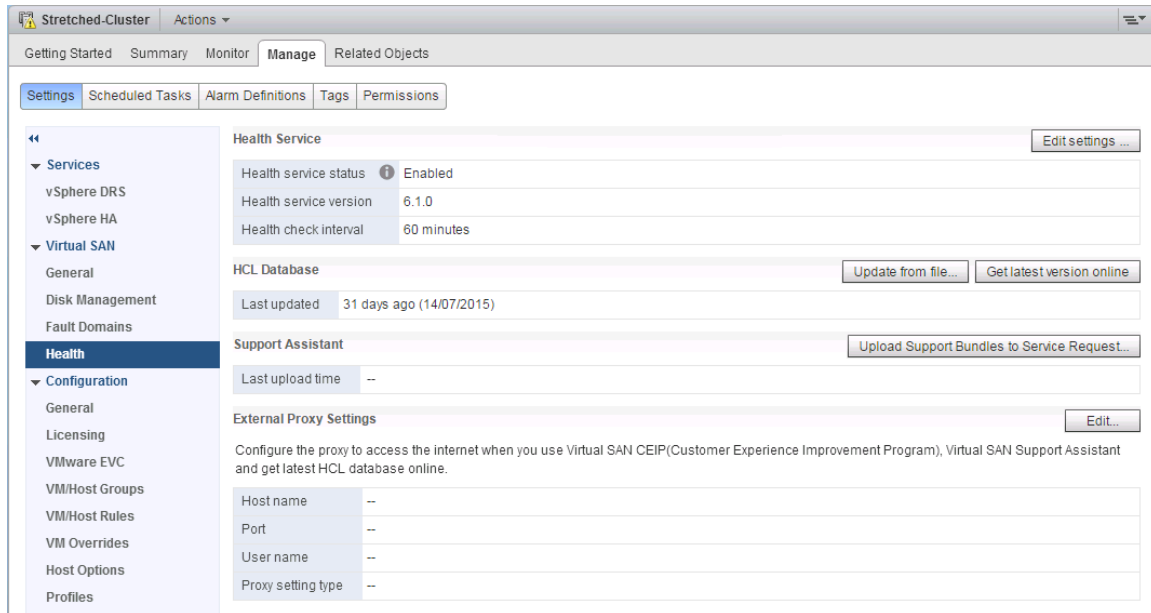 Stretched-Cluster Actions
Getting Started Summary Monitor Manage Related Objects
Settings Scheduled Tasks Alarm Definitions Tags Permissions
Services
vSphere DRS
vSphere HA
Virtual SAN
General
Disk Management
Fault Domains
Health
Configuration
General
Licensing
VMware EVC
VM/Host Groups
VM/Host Rules
VM Overrides
Host Options
Profiles
Health Service Edit settings ...
Health service status Enabled
Health service version 6.1.0
Health check interval 60 minutes
HCL Database Update from file... Get latest version online
Last updated 31 days ago (14/07/2015)
Support Assistant Upload Support Bundles to Service Request...
Last upload time --
External Proxy Settings Edit...
Configure the proxy to access the internet when you use Virtual SAN CEIP(Customer Experience Improvement Program), Virtual SAN Support Assistant
and get latest HCL database online.
Host name --
Port --
User name --
Proxy setting type --